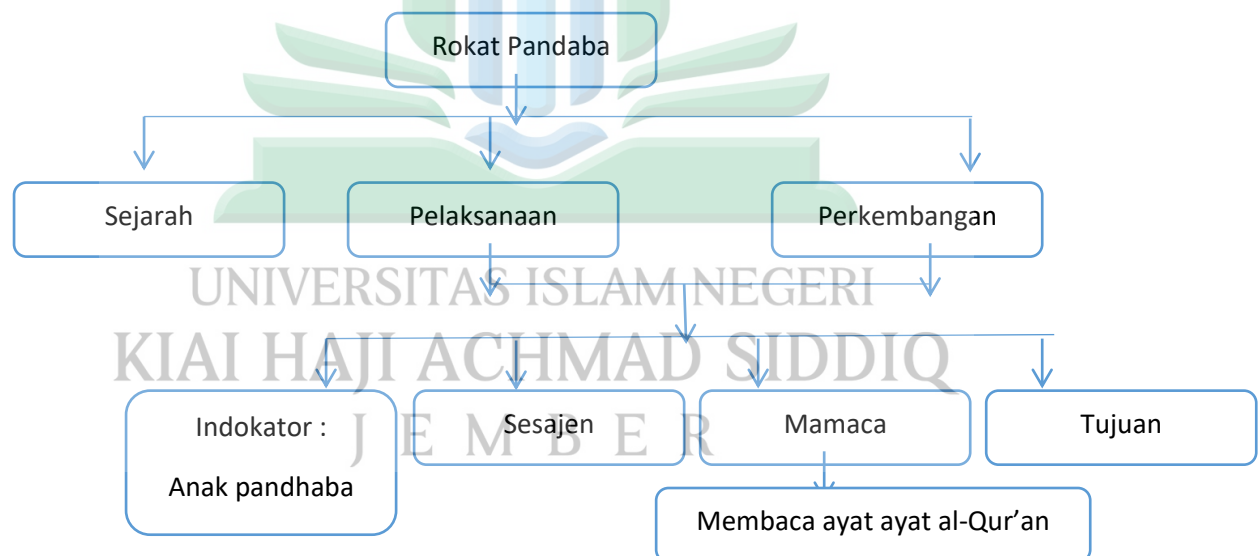 Rokat Pandaba
Sejarah
Pelaksanaan
Perkembangan
UNIVERSITAS ISLAM NEGERI
KIAI HAJI ACHMAD SIDDIQ
J E M B E R
Indokator :
Anak pandhaba
Sesajen
Mamaca
Tujuan
Membaca ayat ayat al-Qur’an